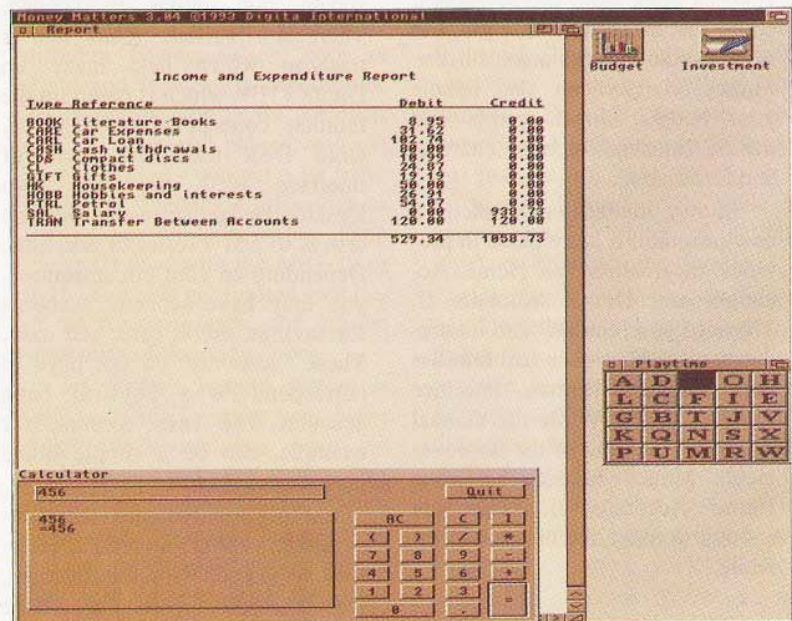 Money Matters 3.04 @1993 Digita International
Report
Income and Expenditure Report
Type Reference Debit Credit
BOOK Literature-Books 8.95 0.00
CARE Car Expenses 31.62 0.00
CARL Car Loan 102.74 0.00
CASH Cash withdrawals 80.00 0.00
CDS Compact discs 10.99 0.00
CL Clothes 24.87 0.00
GIFT Gifts 19.19 0.00
HK Housekeeping 50.00 0.00
HOBB Hobbies and interests 26.91 0.00
PTRL Petrol 54.07 0.00
SAL Salary 0.00 938.73
TRAN Transfer Between Accounts 120.00 120.00
529.34 1058.73
Budget
Investment
Playtime
A D O H
L C F I E
G B T J V
K Q N S X
P U M R W
Calculator
456
Quit
456
=456
AC C I
( ) / *
7 8 9 -
4 5 6 +
1 2 3 =
0 .